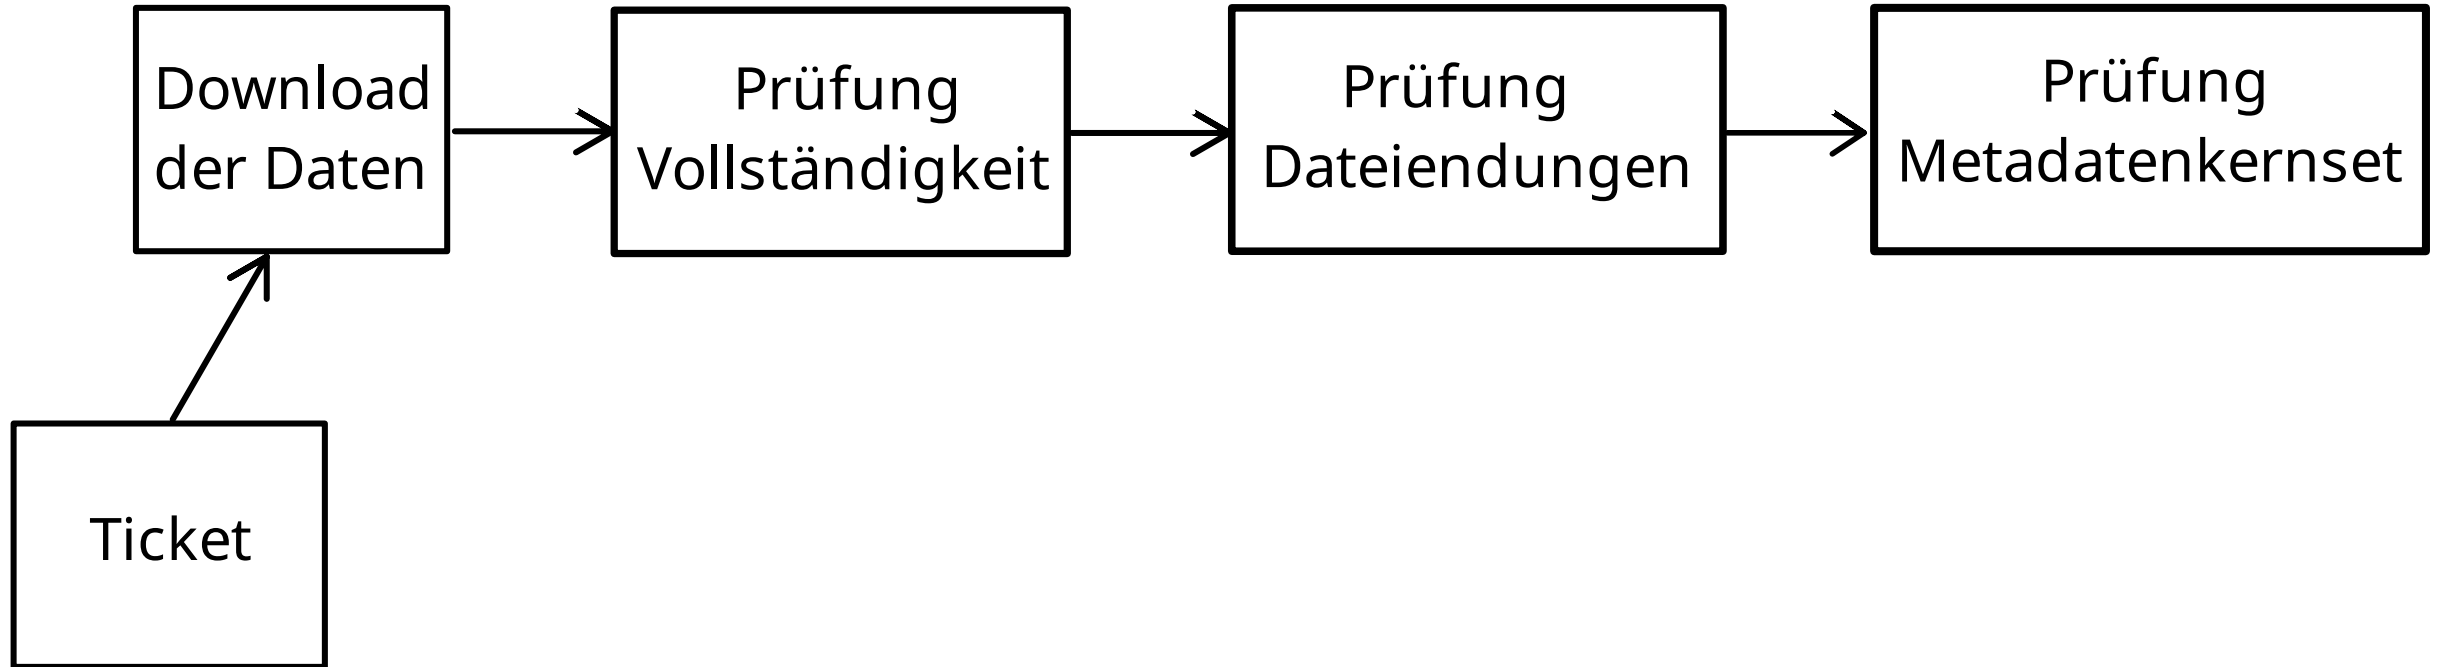 Download
der Daten
Prüfung
Vollständigkeit
Prüfung
Dateiendungen
Prüfung
Metadatenkernset
Ticket